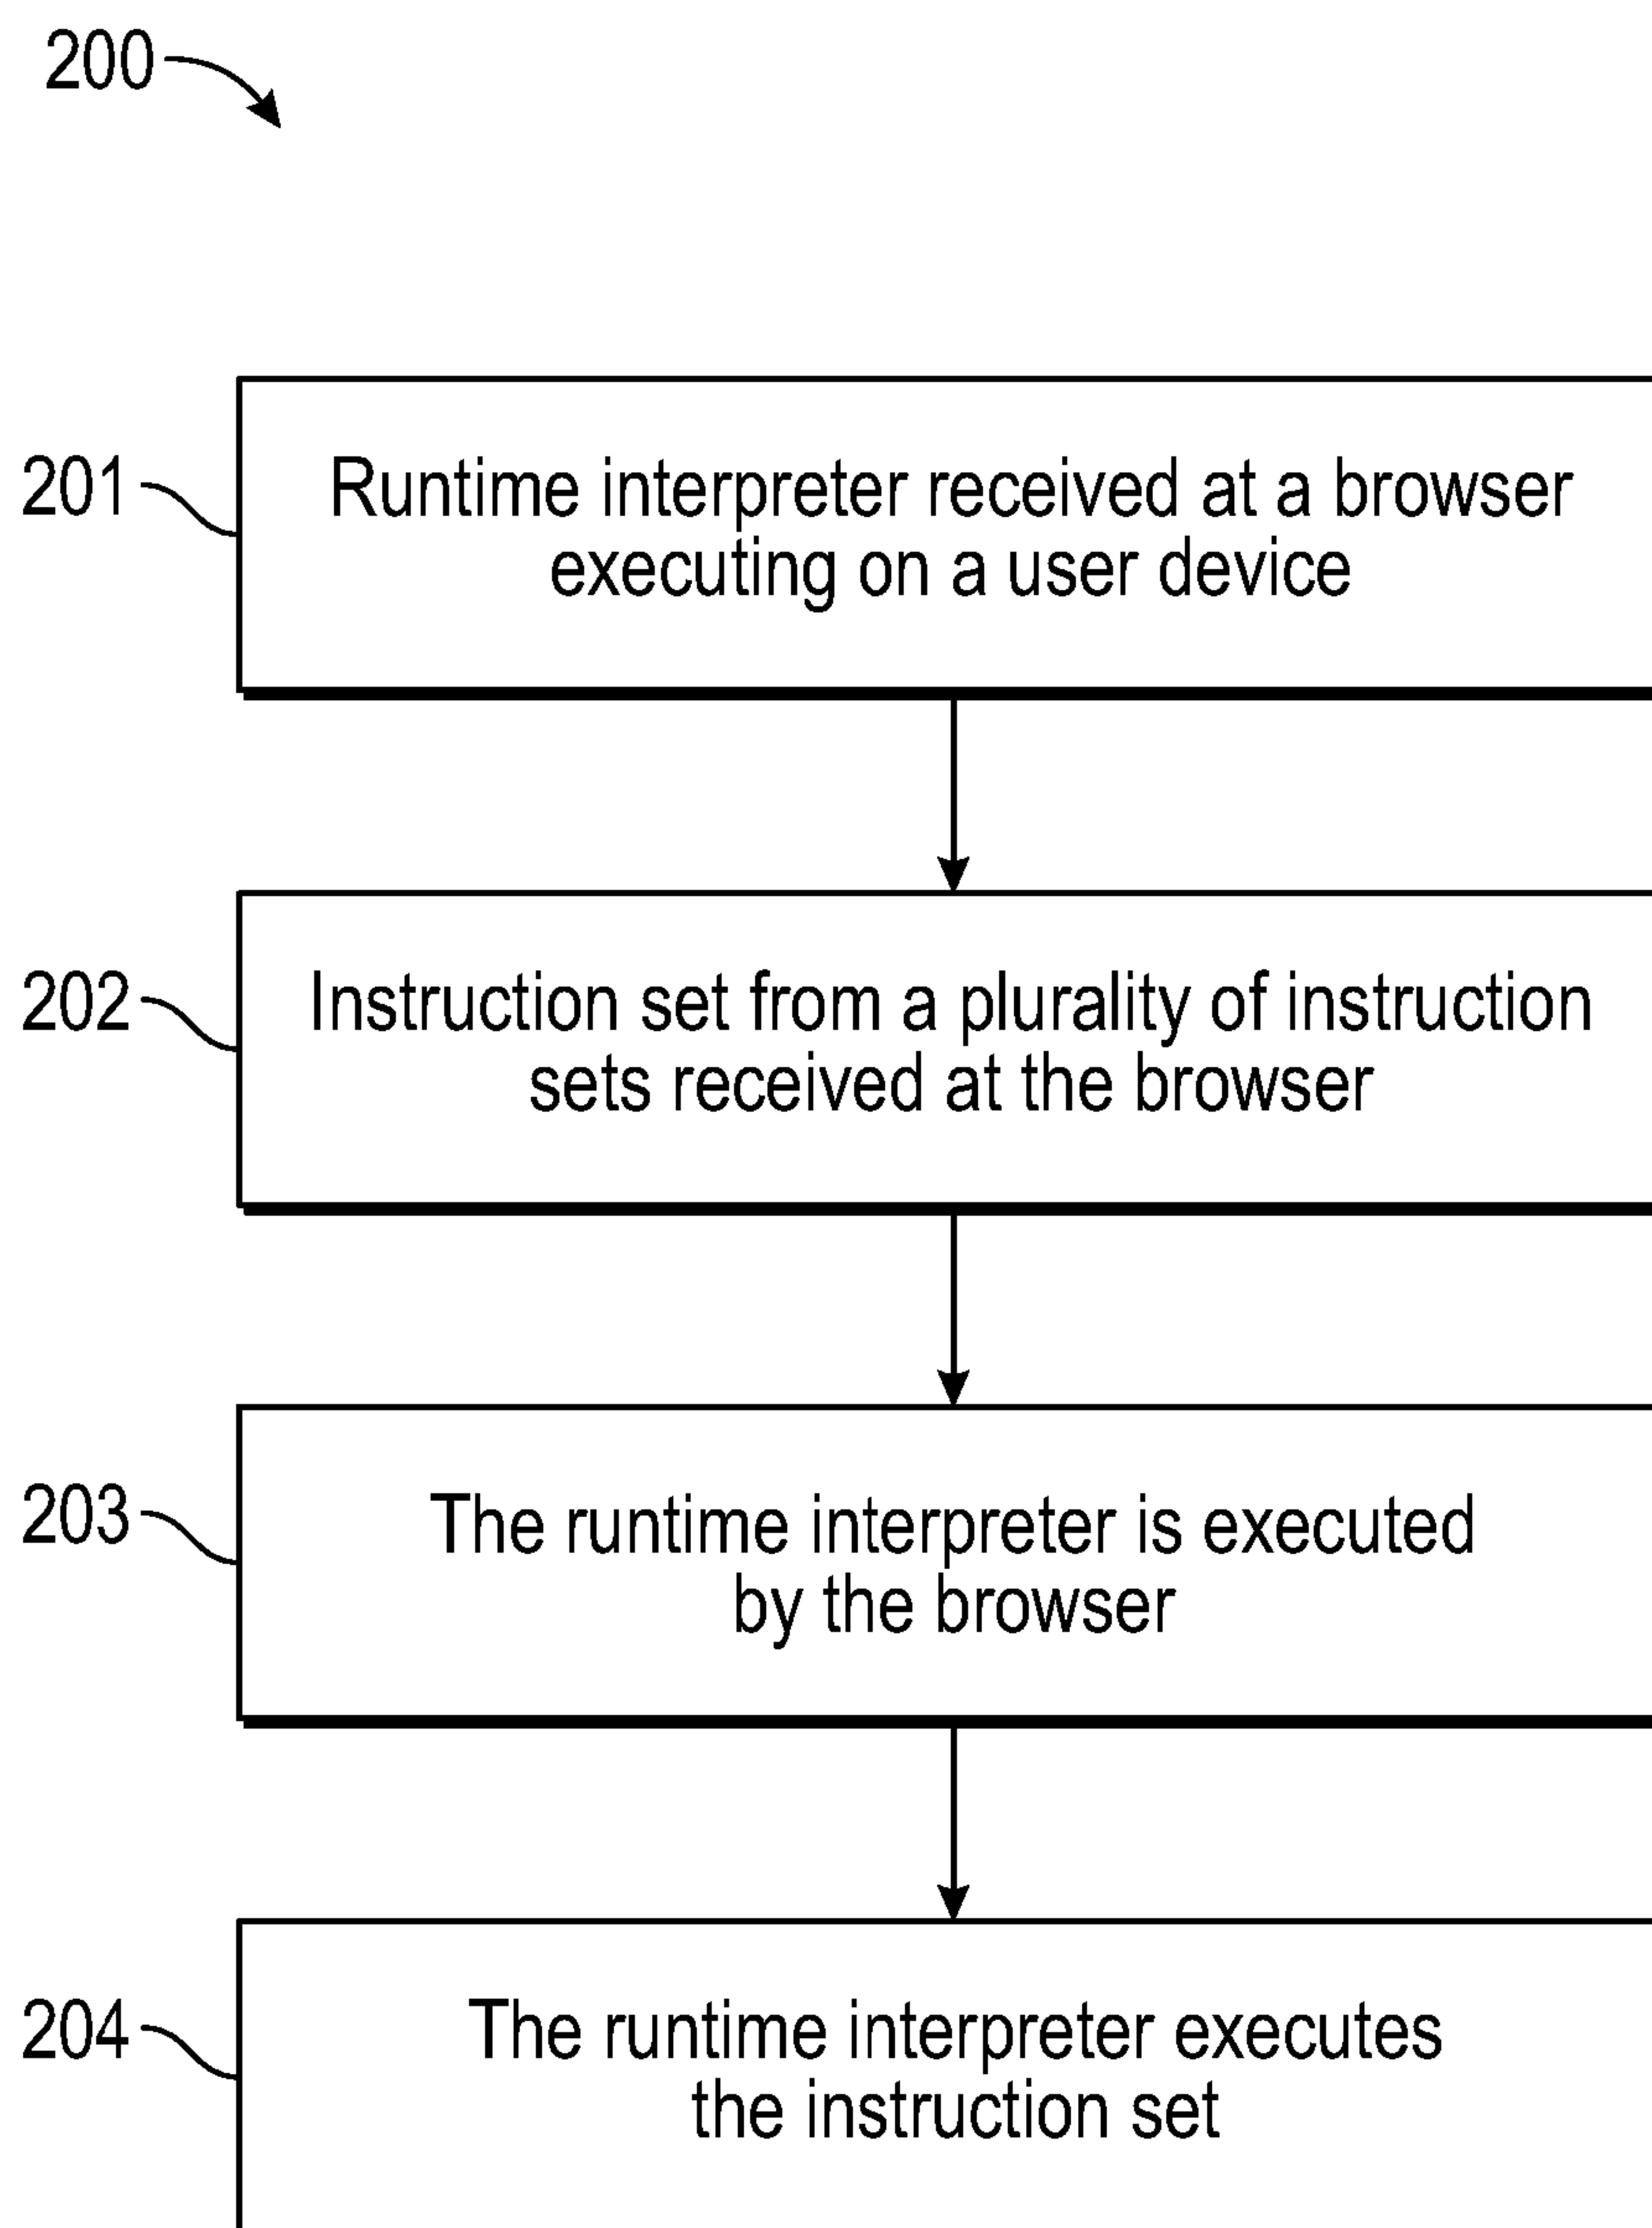 200
201
Runtime interpreter received at a browser
executing on a user device
202
Instruction set from a plurality of instruction
sets received at the browser
203
The runtime interpreter is executed
by the browser
204
The runtime interpreter executes
the instruction set